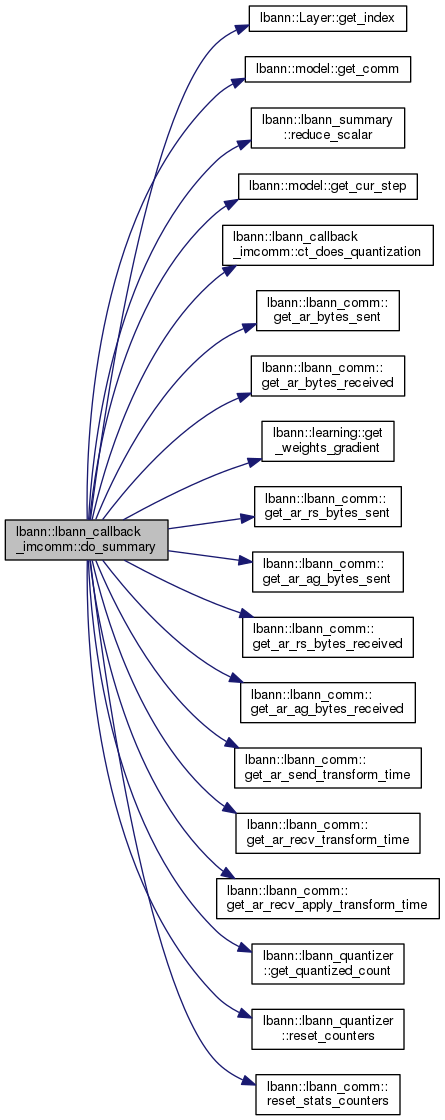 lbann::Layer::get_index
lbann::model::get_comm
lbann::lbann_summary
::reduce_scalar
lbann::model::get_cur_step
lbann::lbann_callback
_imcomm::ct_does_quantization
lbann::lbann_comm::
get_ar_bytes_sent
lbann::lbann_comm::
get_ar_bytes_received
lbann::learning::get
_weights_gradient
lbann::lbann_comm::
get_ar_rs_bytes_sent
lbann::lbann_callback
_imcomm::do_summary
lbann::lbann_comm::
get_ar_ag_bytes_sent
lbann::lbann_comm::
get_ar_rs_bytes_received
lbann::lbann_comm::
get_ar_ag_bytes_received
lbann::lbann_comm::
get_ar_send_transform_time
lbann::lbann_comm::
get_ar_recv_transform_time
lbann::lbann_comm::
get_ar_recv_apply_transform_time
lbann::lbann_quantizer
::get_quantized_count
lbann::lbann_quantizer
::reset_counters
lbann::lbann_comm::
reset_stats_counters